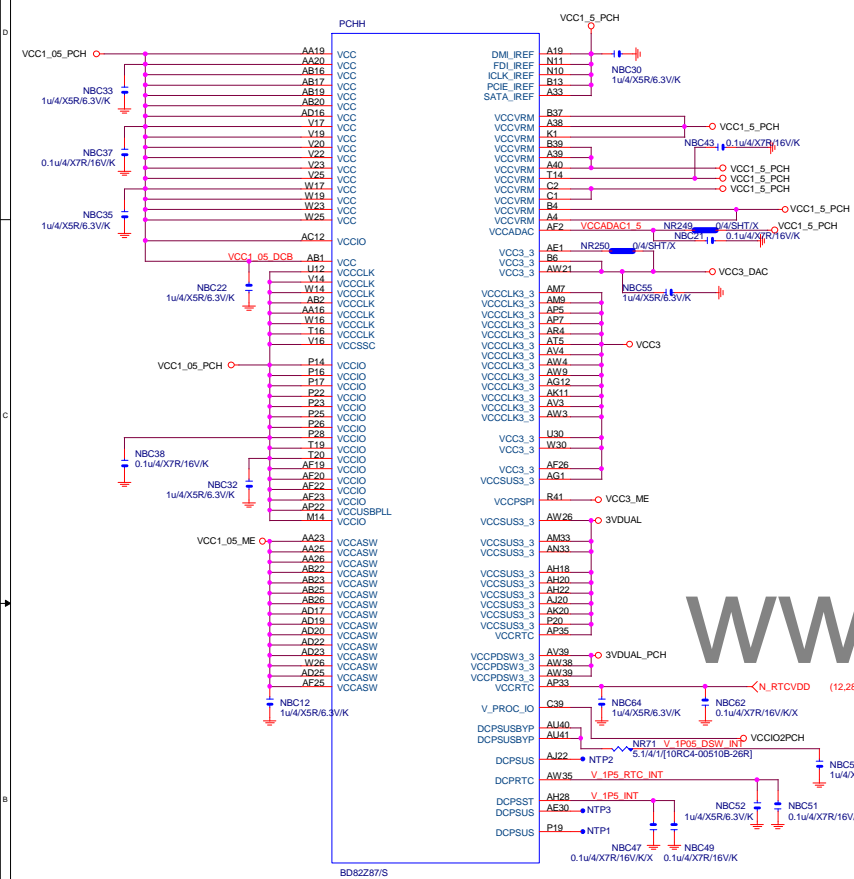 D
C
B
PCHH
VCC1_5_PCH
VCC1_05_PCH
AA19 VCC
AA20 VCC
AB16 VCC
AB17 VCC
AB19 VCC
AB20 VCC
AD16 VCC
V17 VCC
V19 VCC
V20 VCC
V22 VCC
V23 VCC
V25 VCC
W17 VCC
W19 VCC
W23 VCC
W25 VCC
AC12 VCCIO
NBC33
1u/4/X5R/6.3V/K
NBC37
0.1u/4/X7R/16V/K
NBC35
1u/4/X5R/6.3V/K
VCC1_05_DCB AB1 VCC
U12 VCCCLK
V14 VCCCLK
W14 VCCCLK
AB2 VCCCLK
AA16 VCCCLK
W16 VCCCLK
T16 VCCCLK
V16 VCCSSC
NBC22
1u/4/X5R/6.3V/K
VCC1_05_PCH
P14 VCCIO
P16 VCCIO
P17 VCCIO
P22 VCCIO
P23 VCCIO
P25 VCCIO
P26 VCCIO
P28 VCCIO
T19 VCCIO
T20 VCCIO
AF19 VCCIO
AF20 VCCIO
AF22 VCCIO
AF23 VCCIO
AP22 VCCUSBPLL
M14 VCCIO
NBC38
0.1u/4/X7R/16V/K
NBC32
1u/4/X5R/6.3V/K
VCC1_05_ME
AA23 VCCASW
AA25 VCCASW
AA26 VCCASW
AB22 VCCASW
AB23 VCCASW
AB25 VCCASW
AB26 VCCASW
AD17 VCCASW
AD19 VCCASW
AD20 VCCASW
AD22 VCCASW
AD23 VCCASW
W26 VCCASW
AD25 VCCASW
AF25 VCCASW
NBC12
1u/4/X5R/6.3V/K
DMI_IREF A19
FDI_IREF N11
ICLK_IREF N10
PCIE_IREF B13
SATA_IREF A33
NBC30
1u/4/X5R/6.3V/K
VCCVRM B37
VCCVRM A38
VCCVRM K1
VCCVRM B39
VCCVRM A39
VCCVRM A40
VCCVRM T14
VCCVRM C2
VCCVRM C1
VCCVRM B4
VCCVRM A4
VCCADAC AF2 VCCADAC1_5
VCC1_5_PCH
NBC43 0.1u/4/X7R/16V/K
VCC1_5_PCH
VCC1_5_PCH
VCC1_5_PCH
VCC1_5_PCH
NR249 0/4/SHT/X VCC1_5_PCH
NBC21 0.1u/4/X7R/16V/K
NR250 0/4/SHT/X
VCC3_3 AE1
VCC3_3 B6
VCC3_3 AW21
VCC3_DAC
NBC55
1u/4/X5R/6.3V/K
VCCCLK3_3 AM7
VCCCLK3_3 AM9
VCCCLK3_3 AP5
VCCCLK3_3 AP7
VCCCLK3_3 AR4
VCCCLK3_3 AT5
VCCCLK3_3 AV4
VCCCLK3_3 AW4
VCCCLK3_3 AW9
VCCCLK3_3 AG12
VCCCLK3_3 AK11
VCCCLK3_3 AV3
VCCCLK3_3 AW3
VCC3
VCC3_3 U30
VCC3_3 W30
VCC3_3 AF26
VCCSUS3_3 AG1
VCCPSPI R41 VCC3_ME
VCCSUS3_3 AW26 3VDUAL
VCCSUS3_3 AM33
VCCSUS3_3 AN33
VCCSUS3_3 AH18
VCCSUS3_3 AH20
VCCSUS3_3 AH22
VCCSUS3_3 AJ20
VCCSUS3_3 AK20
VCCSUS3_3 P20
VCCRTC AP35
VCCPDSW3_3 AV39 3VDUAL_PCH
VCCPDSW3_3 AW38
VCCPDSW3_3 AW39
VCCRTC AP33
N_RTCVDD (12,28
NBC64
1u/4/X5R/6.3V/K
NBC62
0.1u/4/X7R/16V/K/X
V_PROC_IO C39
VCCIO2PCH
DCPSUSBYP AU40
DCPSUSBYP AU41
NR71 V_1P05_DSW_INT
5.1/4/1/[10RC4-00510B-26R]
DCPSUS AJ22 NTP2
DCPRTC AW35 V_1P5_RTC_INT
DCPSST AH28 V_1P5_INT
DCPSUS AE30 NTP3
DCPSUS P19 NTP1
NBC5
1u/4/X
NBC52
1u/4/X5R/6.3V/K
NBC51
0.1u/4/X7R/16V/
NBC47
0.1u/4/X7R/16V/K/X
NBC49
0.1u/4/X7R/16V/K
BD82Z87/S
WW